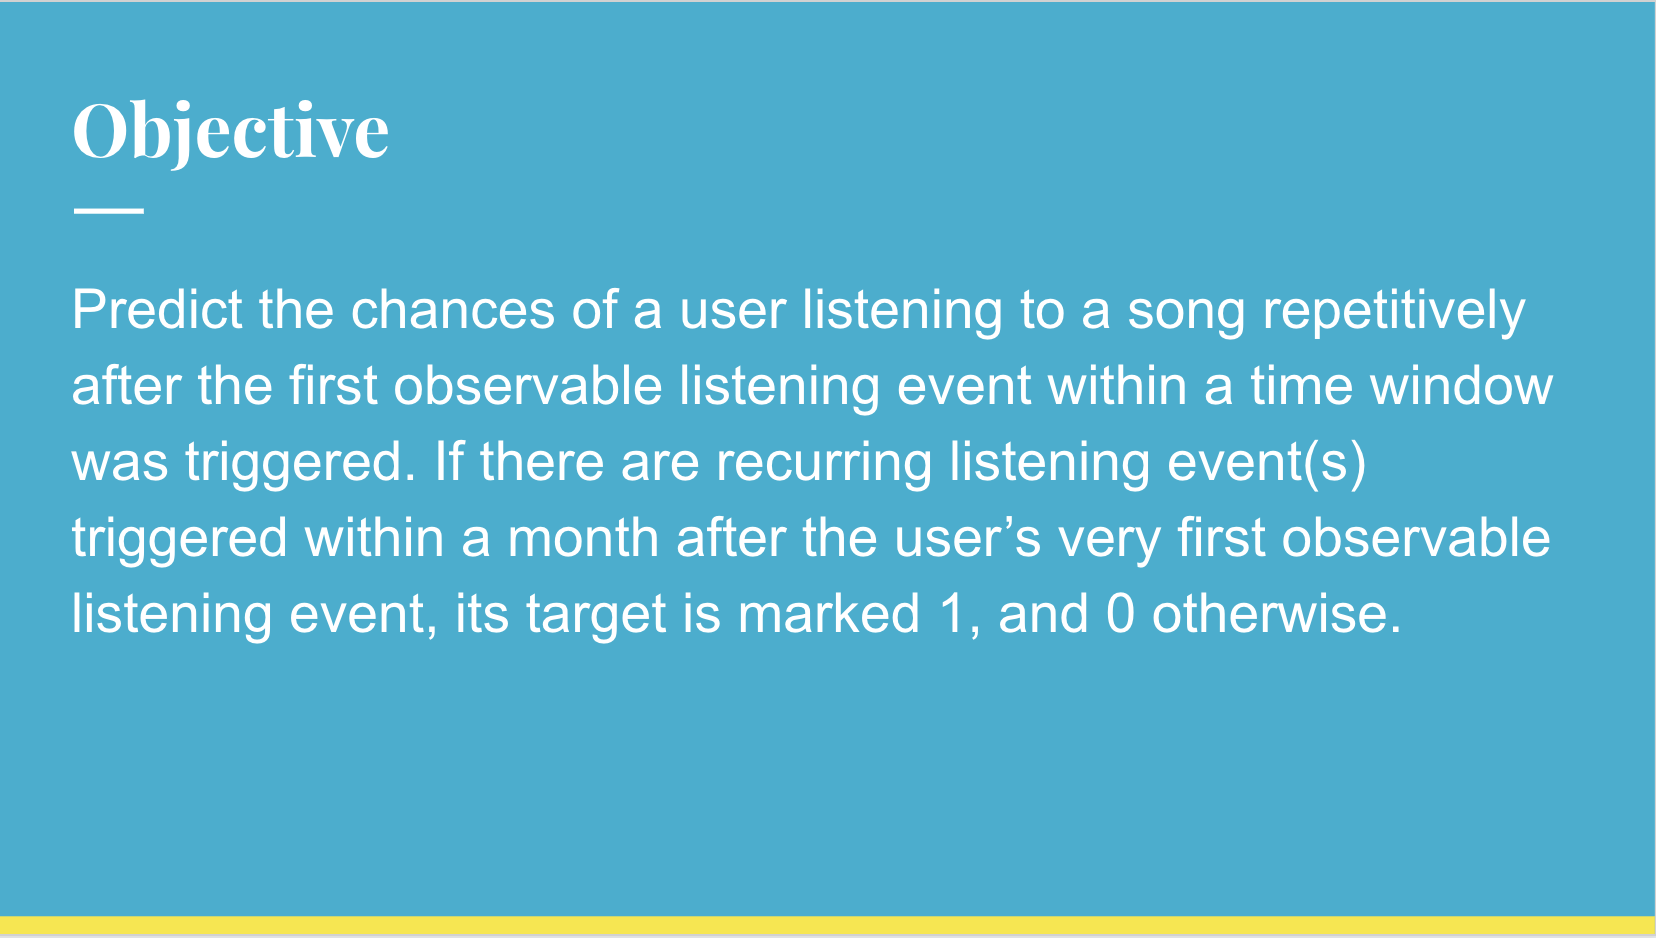 Objective
Predict the chances of a user listening to a song repetitively
after the first observable listening event within a time window
was triggered. If there are recurring listening event(s)
triggered within a month after the user’s very first observable
listening event, its target is marked 1, and 0 otherwise.